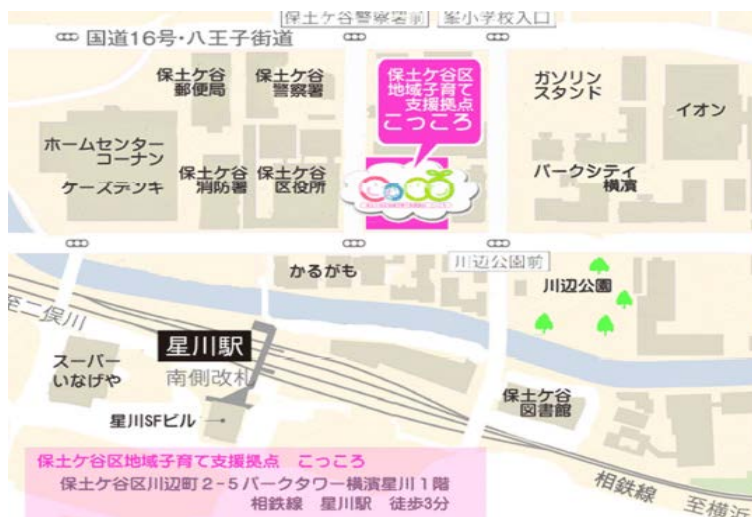 保土ケ谷警察署前
峯小学校入口
国道16号・八王子街道
保土ケ谷
郵便局
保土ケ谷
警察署
保土ケ谷区
地域子育て
支援拠点
こっころ
ガソリン
スタンド
イオン
ホームセンター
コーナン
ケーズデンキ
保土ケ谷
消防署
保土ケ谷
区役所
パークシティ
横濱
かるがも
川辺公園前
川辺公園
至二俣川
星川駅
南側改札
スーパー
いなげや
星川SFビル
保土ケ谷
図書館
保土ケ谷区地域子育て支援拠点 こっころ
保土ケ谷区川辺町2-5パークタワー横濱星川1階
相鉄線 星川駅 徒歩3分
相鉄線
至横浜